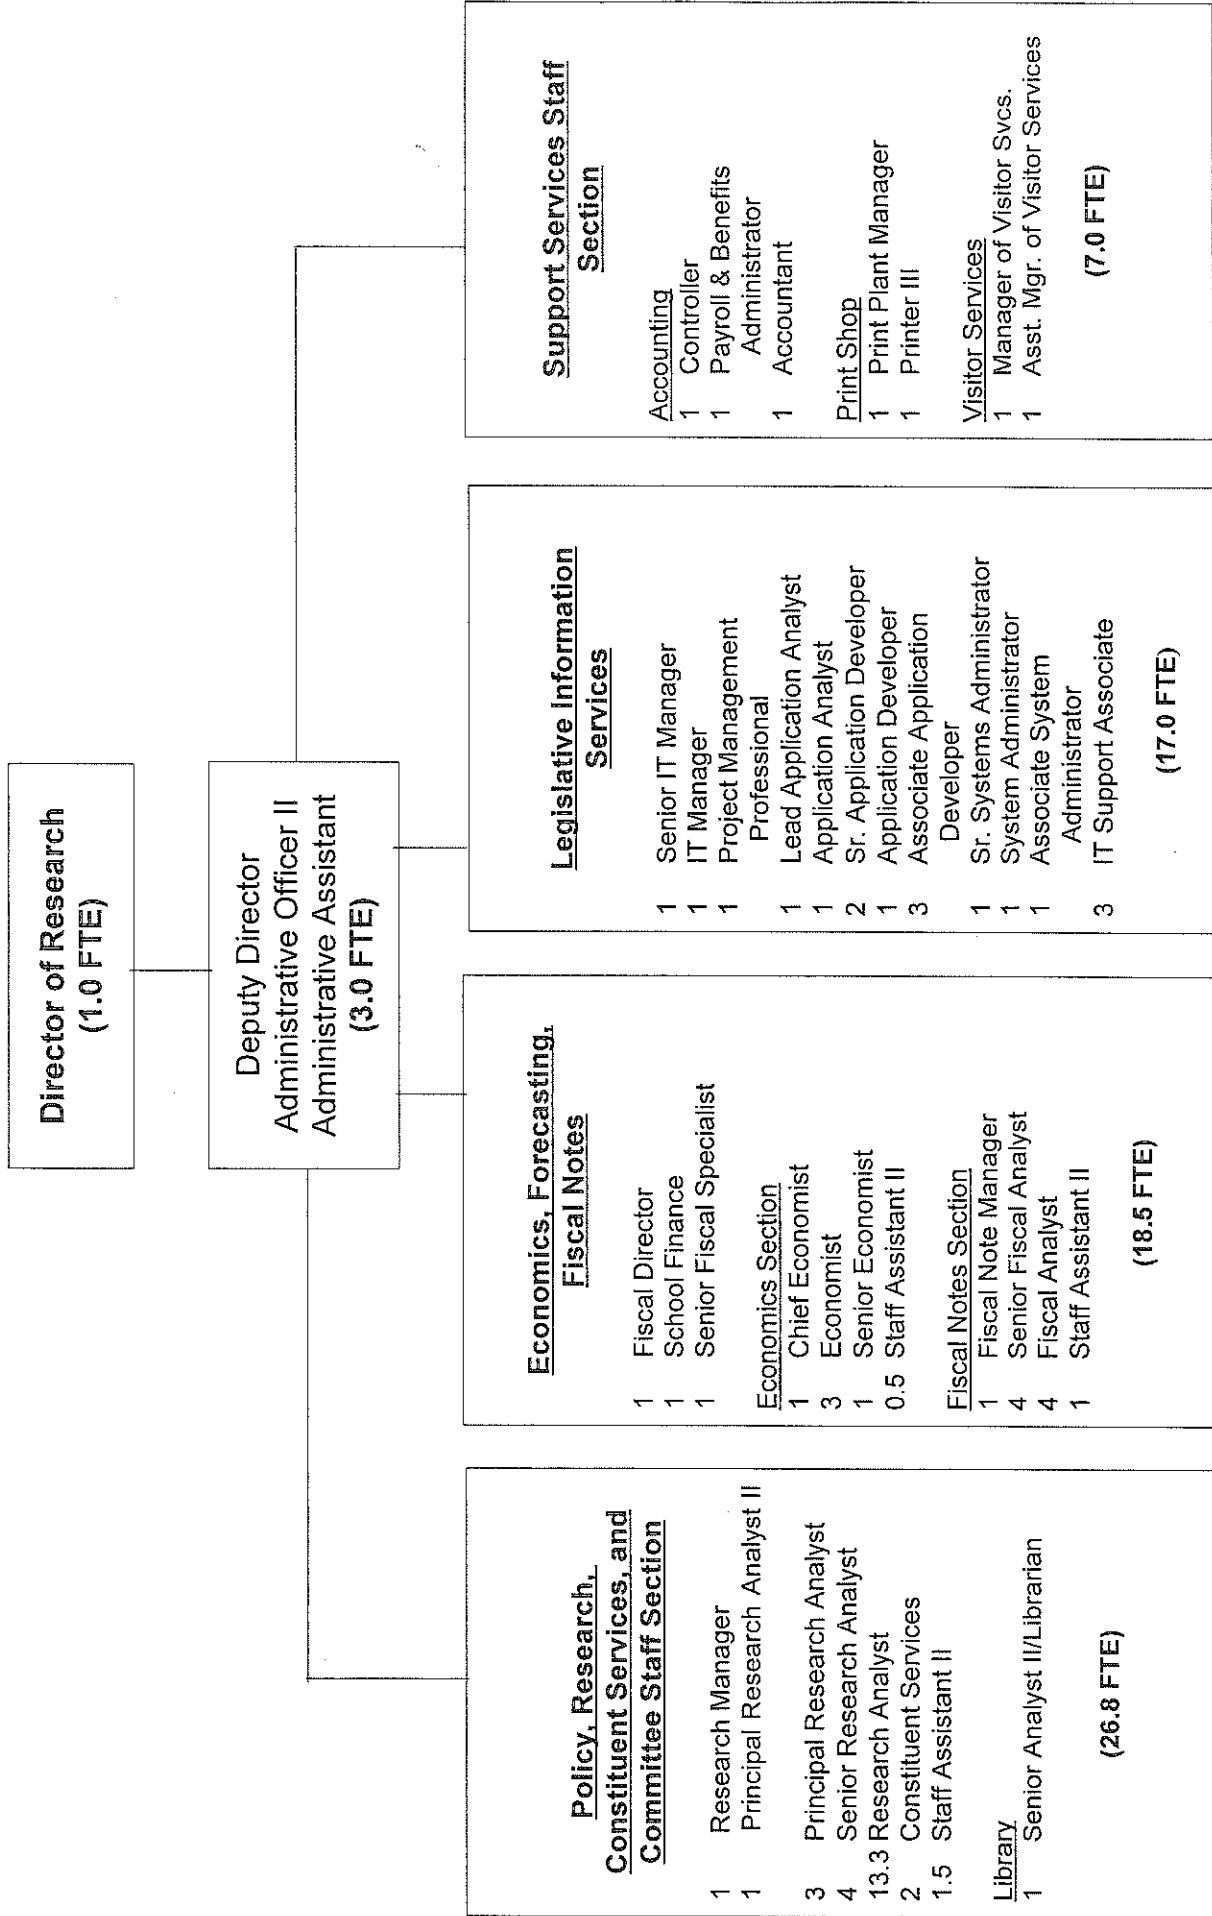 Director of Research
(1.0 FTE)
Deputy Director
Administrative Officer II
Administrative Assistant
(3.0 FTE)
Policy, Research,
Constituent Services, and
Committee Staff Section
1 Research Manager
1 Principal Research Analyst II
3 Principal Research Analyst
4 Senior Research Analyst
13.3 Research Analyst
2 Constituent Services
1.5 Staff Assistant II
Library
1 Senior Analyst II/Librarian
(26.8 FTE)
Economics, Forecasting,
Fiscal Notes
1 Fiscal Director
1 School Finance
1 Senior Fiscal Specialist
Economics Section
1 Chief Economist
3 Economist
1 Senior Economist
0.5 Staff Assistant II
Fiscal Notes Section
1 Fiscal Note Manager
4 Senior Fiscal Analyst
4 Fiscal Analyst
1 Staff Assistant II
(18.5 FTE)
Legislative Information
Services
1 Senior IT Manager
1 IT Manager
1 Project Management
Professional
1 Lead Application Analyst
1 Application Analyst
2 Sr. Application Developer
1 Application Developer
3 Associate Application
Developer
1 Sr. Systems Administrator
1 System Administrator
1 Associate System
Administrator
3 IT Support Associate
(17.0 FTE)
Support Services Staff
Section
Accounting
1 Controller
1 Payroll & Benefits
Administrator
1 Accountant
Print Shop
1 Print Plant Manager
1 Printer III
Visitor Services
1 Manager of Visitor Svcs.
1 Asst. Mgr. of Visitor Services
(7.0 FTE)